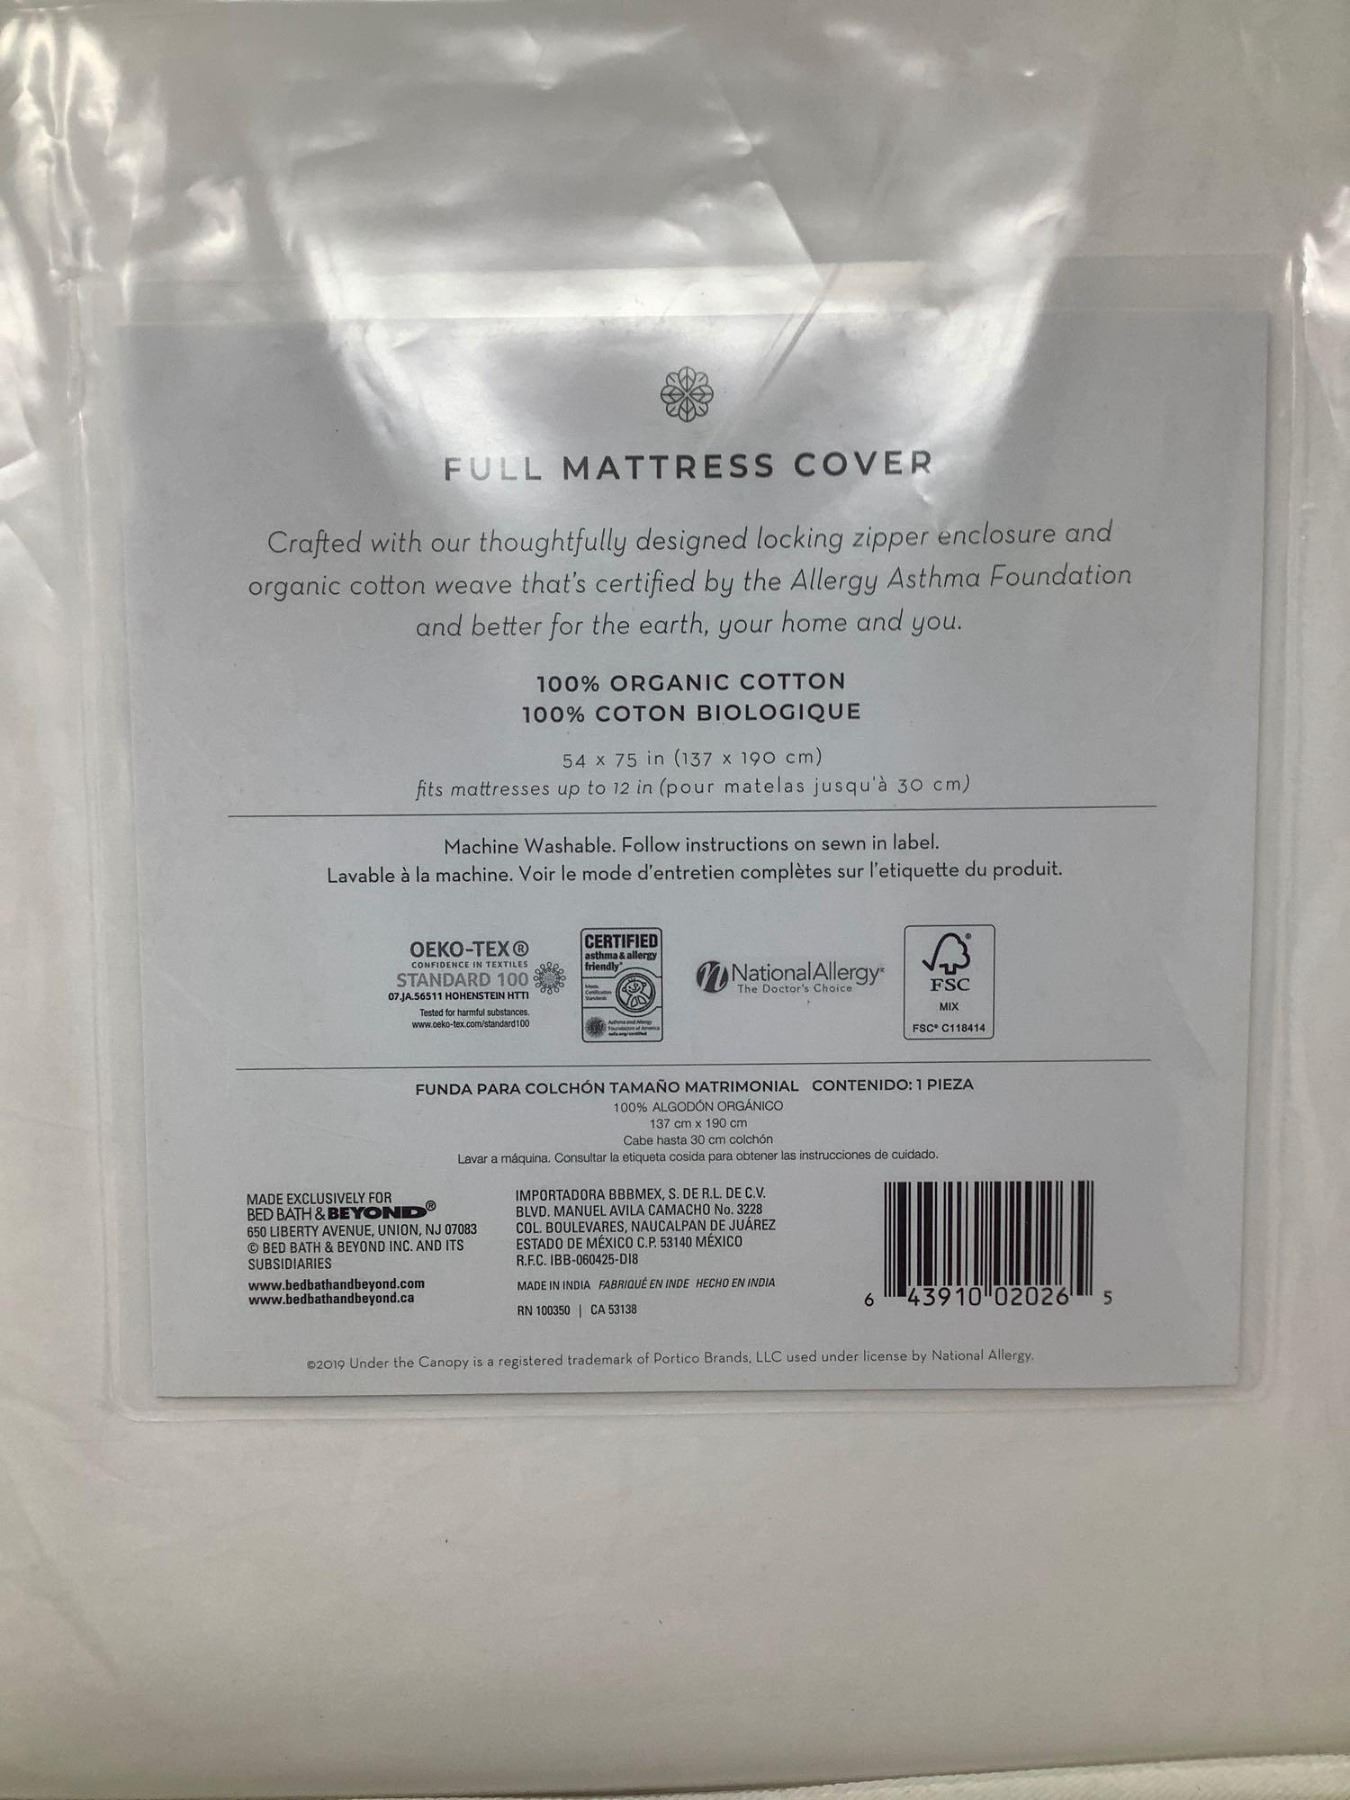 FULL MATTRESS COVER
Crafted with our thoughtfully designed locking zipper enclosure and
organic cotton weave that's certified by the Allergy Asthma Foundation
and better for the earth, your home and you.
100% ORGANIC COTTON
100% COTON BIOLOGIQUE
54 x 75 in (137 x 190 cm)
fits mattresses up to 12 in (pour matelas jusqu'à 30 cm)
Machine Washable. Follow instructions on sewn in label.
Lavable à la machine. Voir le mode d'entretien complètes sur l'etiquette du produit.
OEKO-TEX®
CONFIDENCE IN TEXTILES
STANDARD 100
07.JA.56511 HOHENSTEIN HTTI
Tested for harmful substances.
www.oeko-tex.com/standard100
CERTIFIED
asthma & allergy
friendly
Meets
Certification
Standards
Asthma and Allergy
Foundation of America
NationalAllergy
The Doctor's Choice
FSC
MIX
FSC® C118414
FUNDA PARA COLCHÓN TAMAÑO MATRIMONIAL CONTENIDO: 1 PIEZA
100% ALGODÓN ORGÁNICO
137 cm x 190 cm
Cabe hasta 30 cm colchón
Lavar a máquina. Consultar la etiqueta cosida para obtener las instrucciones de cuidado.
MADE EXCLUSIVELY FOR
BED BATH & BEYOND®
650 LIBERTY AVENUE, UNION, NJ 07083
© BED BATH & BEYOND INC. AND ITS
SUBSIDIARIES
www.bedbathandbeyond.com
www.bedbathandbeyond.ca
IMPORTADORA BBBMEX, S. DE R.L. DE C.V.
BLVD. MANUEL AVILA CAMACHO No. 3228
COL. BOULEVARES, NAUCALPAN DE JUÁREZ
ESTADO DE MÉXICO C.P. 53140 MÉXICO
R.F.C. IBB-060425-DI8
MADE IN INDIA FABRIQUÉ EN INDE HECHO EN INDIA
RN 100350 | CA 53138
6 43910 02026 5
©2019 Under the Canopy is a registered trademark of Portico Brands, LLC used under license by National Allergy.